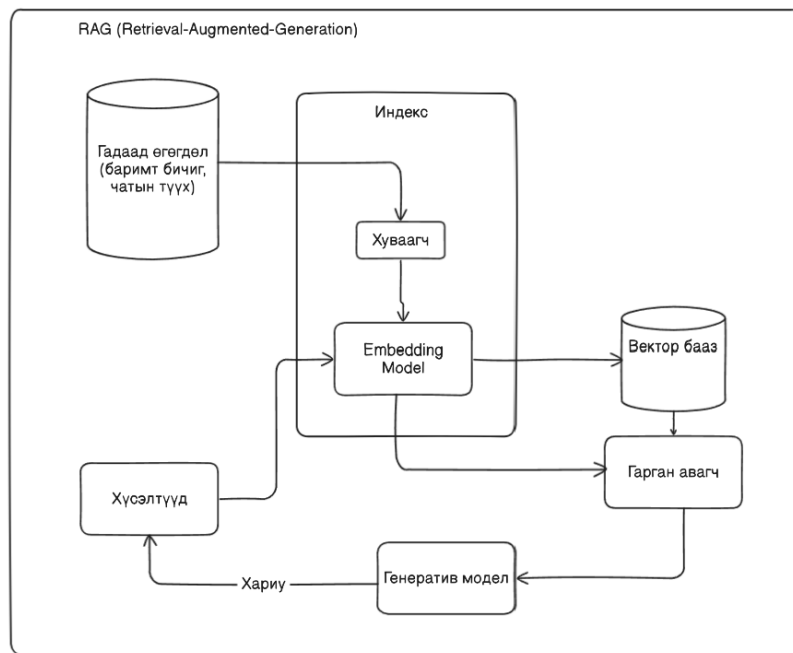 RAG (Retrieval-Augmented-Generation)
Индекс
Гадаад өгөгдөл
(баримт бичиг,
чатын түүх)
Хуваагч
Embedding
Model
Вектор бааз
Хүсэлтүүд
Гарган авагч
Генератив модел
Хариу